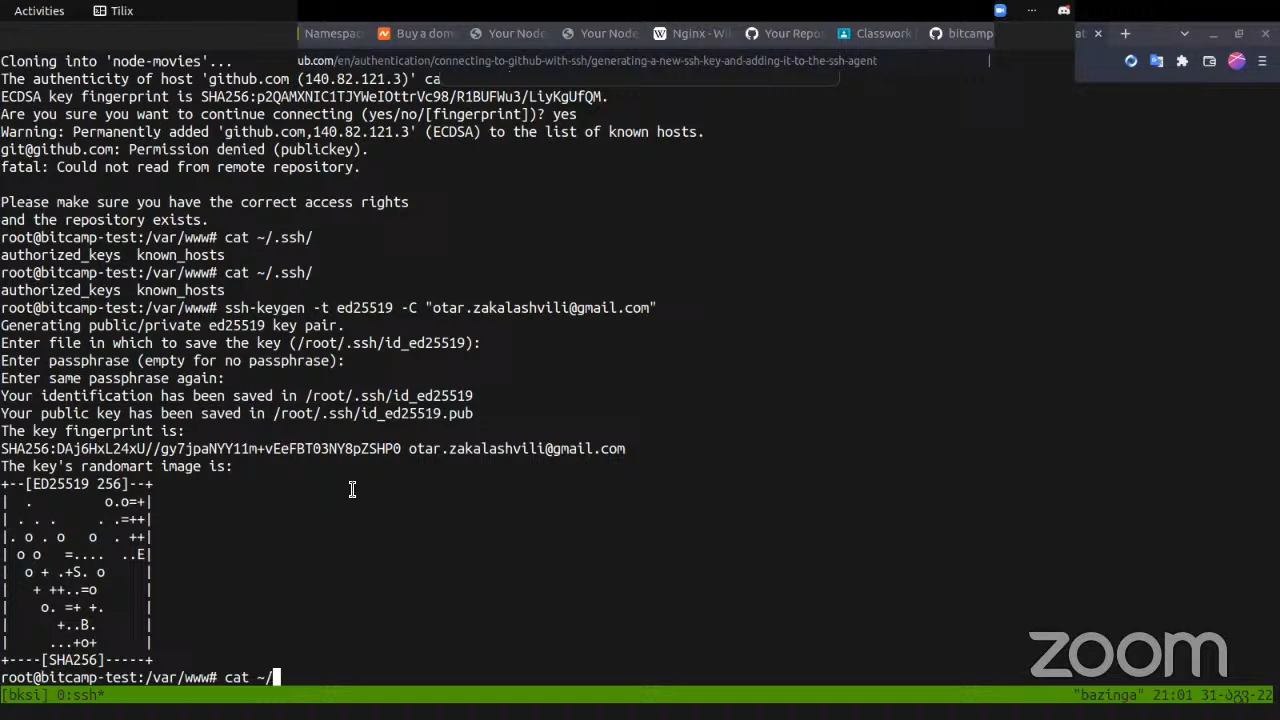 Activities Tilix
Namespac Buy a dom Your Node Your Node Nginx - Wi Your Repo Classwork bitcamp
ub.com/en/authentication/connecting-to-github-with-ssh/generating-a-new-ssh-key-and-adding-it-to-the-ssh-agent
Cloning into 'node-movies'...
The authenticity of host 'github.com (140.82.121.3)' ca
ECDSA key fingerprint is SHA256:p2QAMXNIC1TJYWeIOttrVc98/R1BUFWu3/LiyKgUfQM.
Are you sure you want to continue connecting (yes/no/[fingerprint])? yes
Warning: Permanently added 'github.com,140.82.121.3' (ECDSA) to the list of known hosts.
git@github.com: Permission denied (publickey).
fatal: Could not read from remote repository.
Please make sure you have the correct access rights
and the repository exists.
root@bitcamp-test:/var/www# cat ~/.ssh/
authorized_keys  known_hosts
root@bitcamp-test:/var/www# cat ~/.ssh/
authorized_keys  known_hosts
root@bitcamp-test:/var/www# ssh-keygen -t ed25519 -C "otar.zakalashvili@gmail.com"
Generating public/private ed25519 key pair.
Enter file in which to save the key (/root/.ssh/id_ed25519):
Enter passphrase (empty for no passphrase):
Enter same passphrase again:
Your identification has been saved in /root/.ssh/id_ed25519
Your public key has been saved in /root/.ssh/id_ed25519.pub
The key fingerprint is:
SHA256:DAj6HxL24xU//gy7jpaNYY11m+vEeFBT03NY8pZSHP0 otar.zakalashvili@gmail.com
The key's randomart image is:
+--[ED25519 256]--+
|  .         o.o=+|
| . . .     . .=++|
|. o . o   o  . ++|
| o o   =....  ..E|
|  o + .+S. o     |
|   + ++..=o      |
|    o. =+ +.     |
|      +..B.      |
|     ...+o+      |
+----[SHA256]-----+
root@bitcamp-test:/var/www# cat ~/
zoom
[bksi] 0:ssh* "bazinga" 21:01